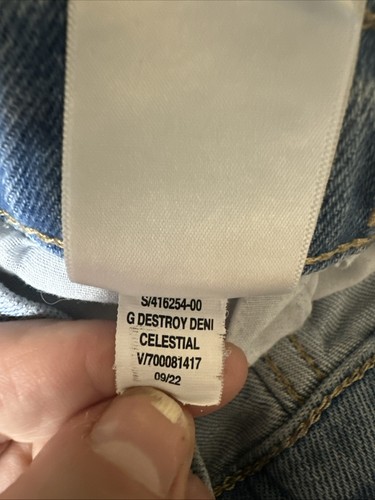 S/416254-00
G DESTROY DENI
CELESTIAL
V/700081417
09/22